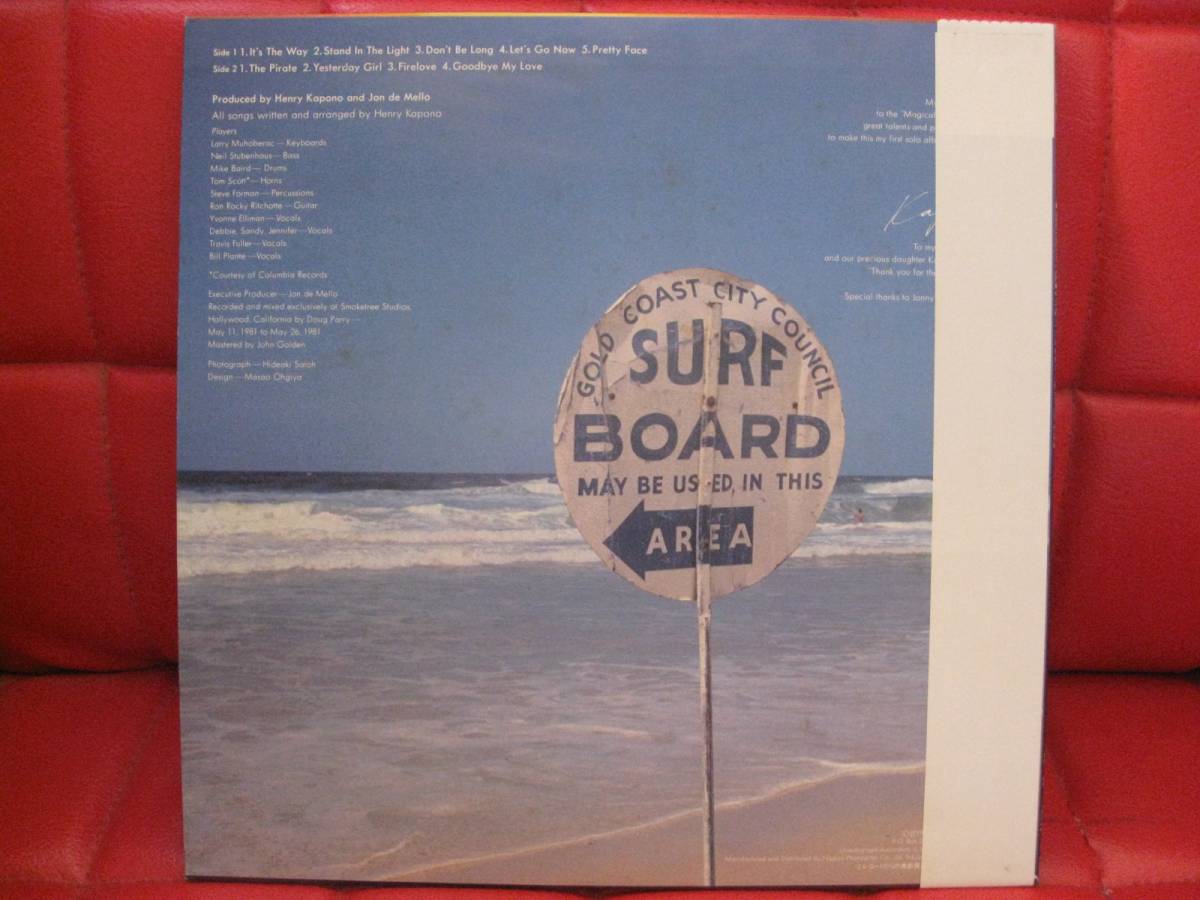 Side 1 1.It's The Way 2.Stand In The Light 3.Don't Be Long 4.Let's Go Now 5.Pretty Face
Side 2 1.The Pirate 2.Yesterday Girl 3.Firelove 4.Goodbye My Love
Produced by Henry Kapono and Jon de Mello
All songs written and arranged by Henry Kapono
Players
Larry Muhoberac — Keyboards
Neil Stubenhaus — Bass
Mike Baird — Drums
Tom Scott* — Horns
Steve Forman — Percussions
Ron Rocky Ritchotte — Guitar
Yvonne Elliman — Vocals
Debbie, Sandy, Jennifer — Vocals
Travis Fuller — Vocals
Bill Plante — Vocals
*Courtesy of Columbia Records
Executive Producer — Jon de Mello
Recorded and mixed exclusively at Smoketree Studios,
Hollywood, California by Doug Parry
May 11, 1981 to May 26, 1981
Mastered by John Golden
Photograph — Hideaki Satoh
Design — Masao Ohgiya
to the "Magical
great talents and
to make this my first solo
To my
and our precious daughter
"Thank you for
Special thanks to
GOLD COAST CITY COUNCIL
SURF
BOARD
MAY BE USED, IN THIS
AREA
Manufactured and Distributed by